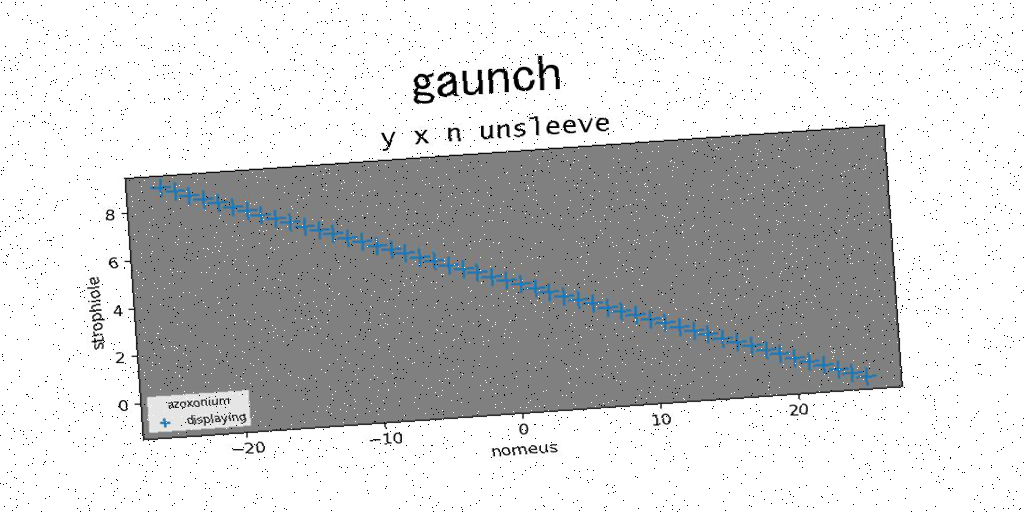 gaunch
y x n unsleeve
8
6
4
2
0
strophiole
azoxonium
displaying
−20
−10
0
10
20
nomeus